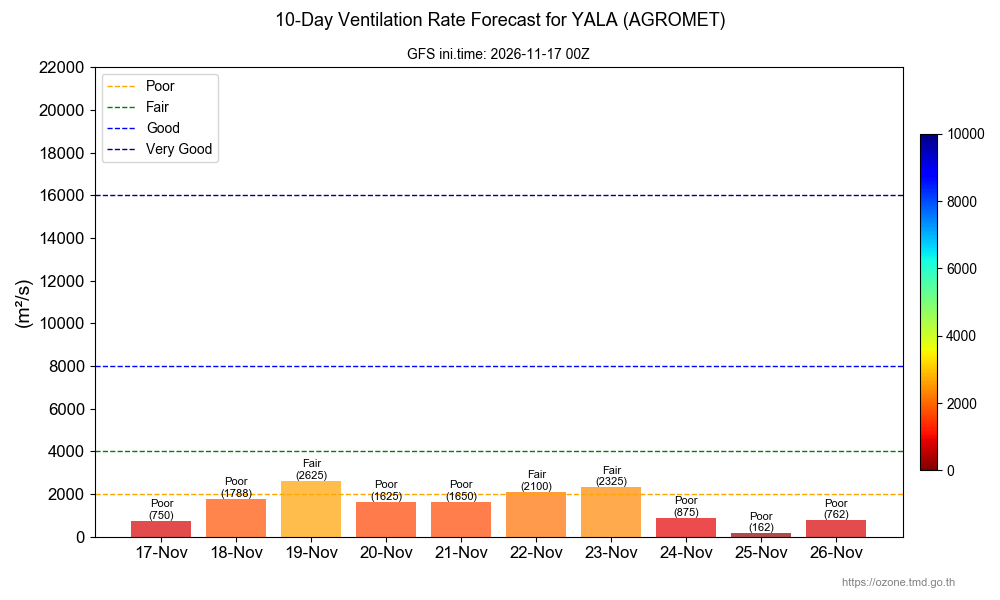 10-Day Ventilation Rate Forecast for YALA (AGROMET)
GFS ini.time: 2026-11-17 00Z
(m²/s)
22000
20000
18000
16000
14000
12000
10000
8000
6000
4000
2000
0
Poor
Fair
Good
Very Good
Poor
(750)
Poor
(1788)
Fair
(2625)
Poor
(1625)
Poor
(1650)
Fair
(2100)
Fair
(2325)
Poor
(875)
Poor
(162)
Poor
(762)
17-Nov
18-Nov
19-Nov
20-Nov
21-Nov
22-Nov
23-Nov
24-Nov
25-Nov
26-Nov
10000
8000
6000
4000
2000
0
https://ozone.tmd.go.th